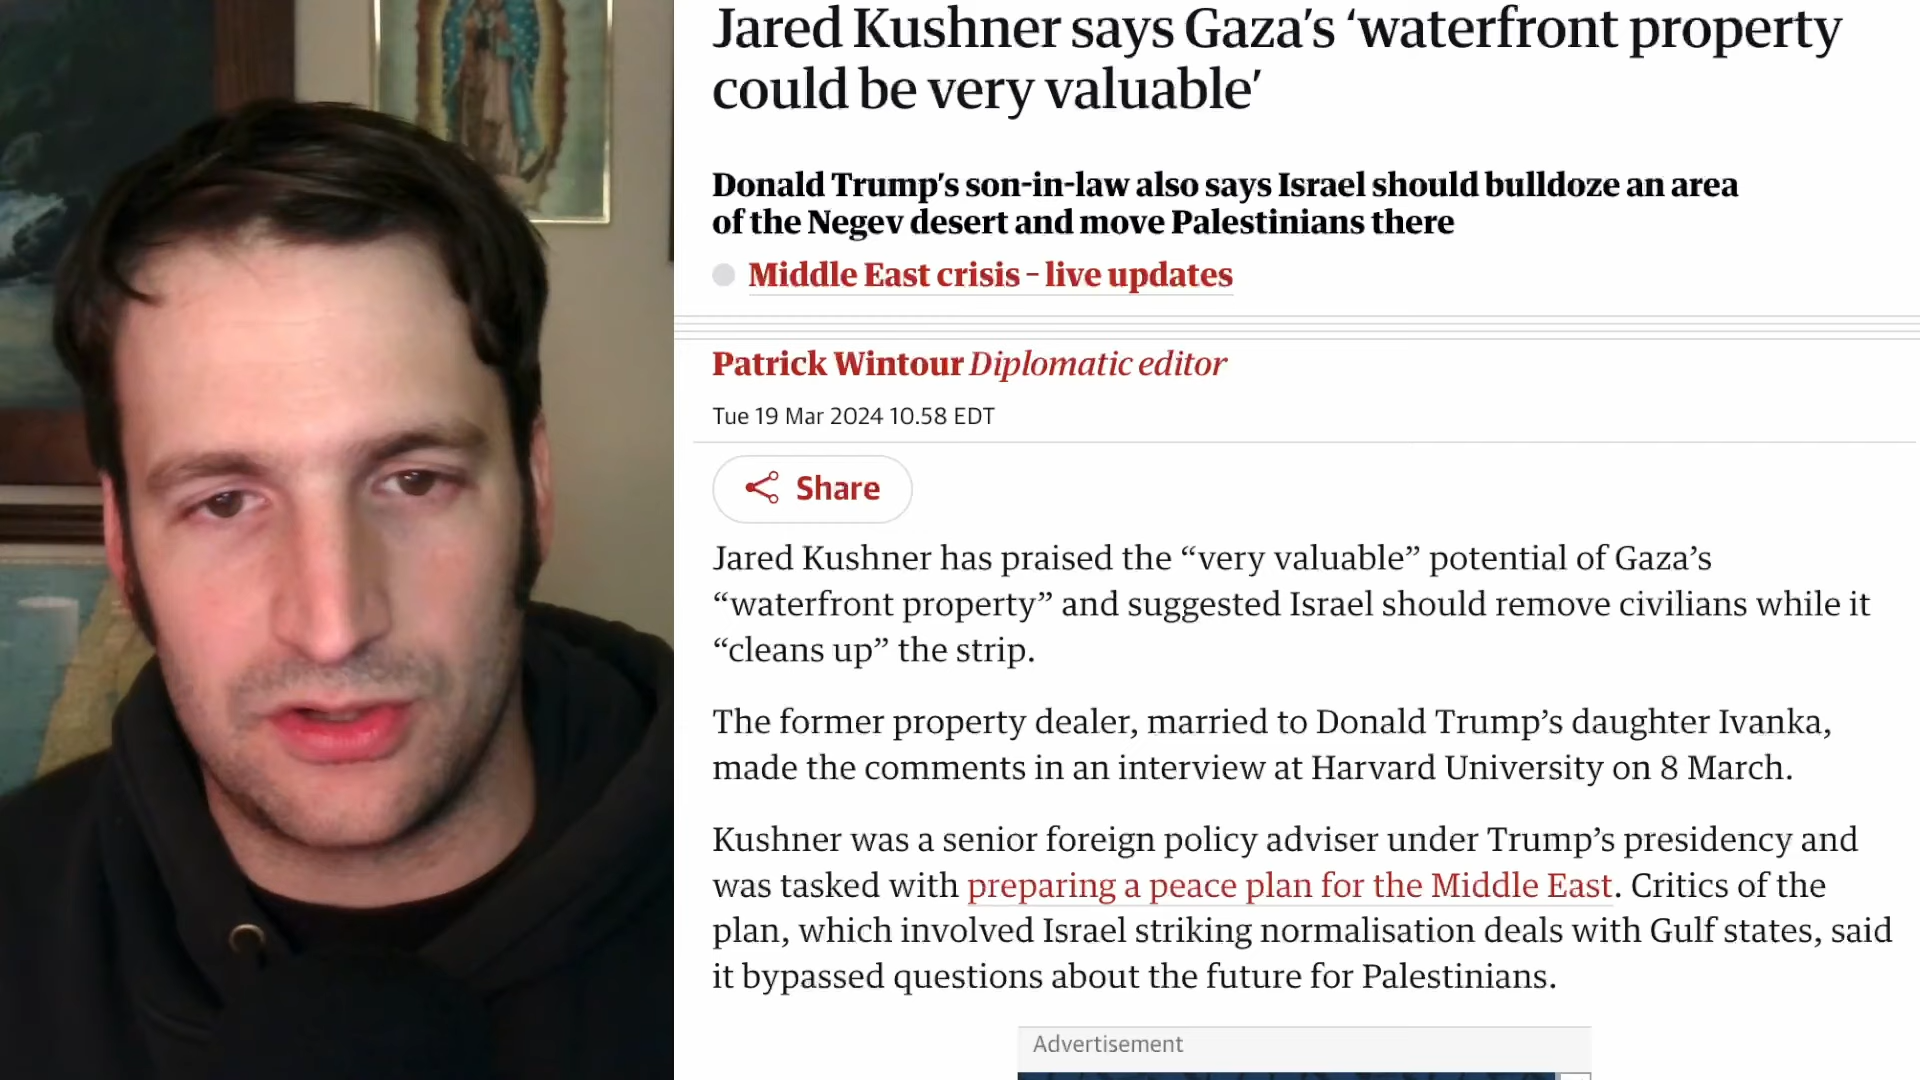 Jared Kushner says Gaza’s ‘waterfront property
could be very valuable’
Donald Trump’s son-in-law also says Israel should bulldoze an area
of the Negev desert and move Palestinians there
Middle East crisis – live updates
Patrick Wintour Diplomatic editor
Tue 19 Mar 2024 10.58 EDT
Share
Jared Kushner has praised the “very valuable” potential of Gaza’s
“waterfront property” and suggested Israel should remove civilians while it
“cleans up” the strip.
The former property dealer, married to Donald Trump’s daughter Ivanka,
made the comments in an interview at Harvard University on 8 March.
Kushner was a senior foreign policy adviser under Trump’s presidency and
was tasked with preparing a peace plan for the Middle East. Critics of the
plan, which involved Israel striking normalisation deals with Gulf states, said
it bypassed questions about the future for Palestinians.
Advertisement